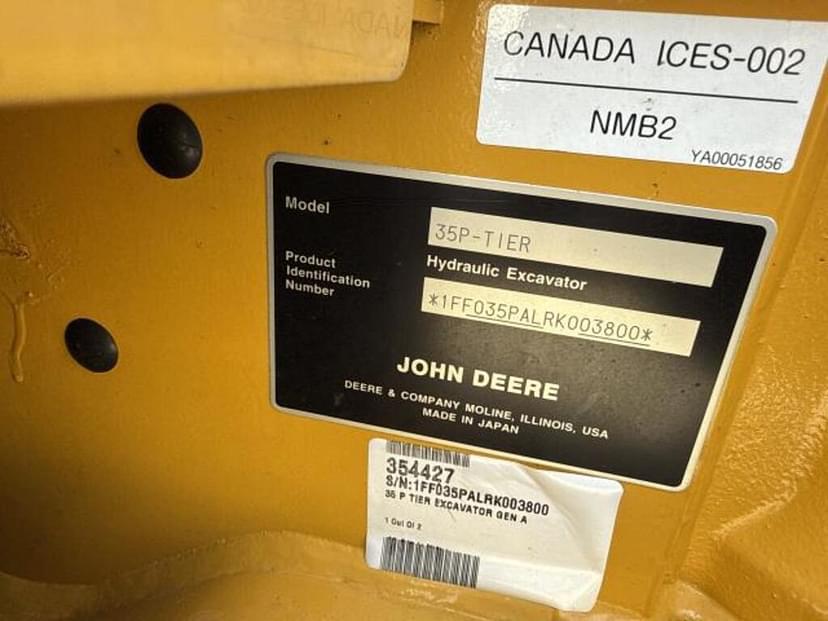 CANADA ICES-002
NMB2
YA00051856
Model
35P-TIER
Hydraulic Excavator
Product
Identification
Number
*1FF035PALRK003800*
JOHN DEERE
DEERE & COMPANY MOLINE, ILLINOIS, USA
MADE IN JAPAN
354427
S/N:1FF035PALRK003800
35 P TIER EXCAVATOR GEN A
1 Out Of 2